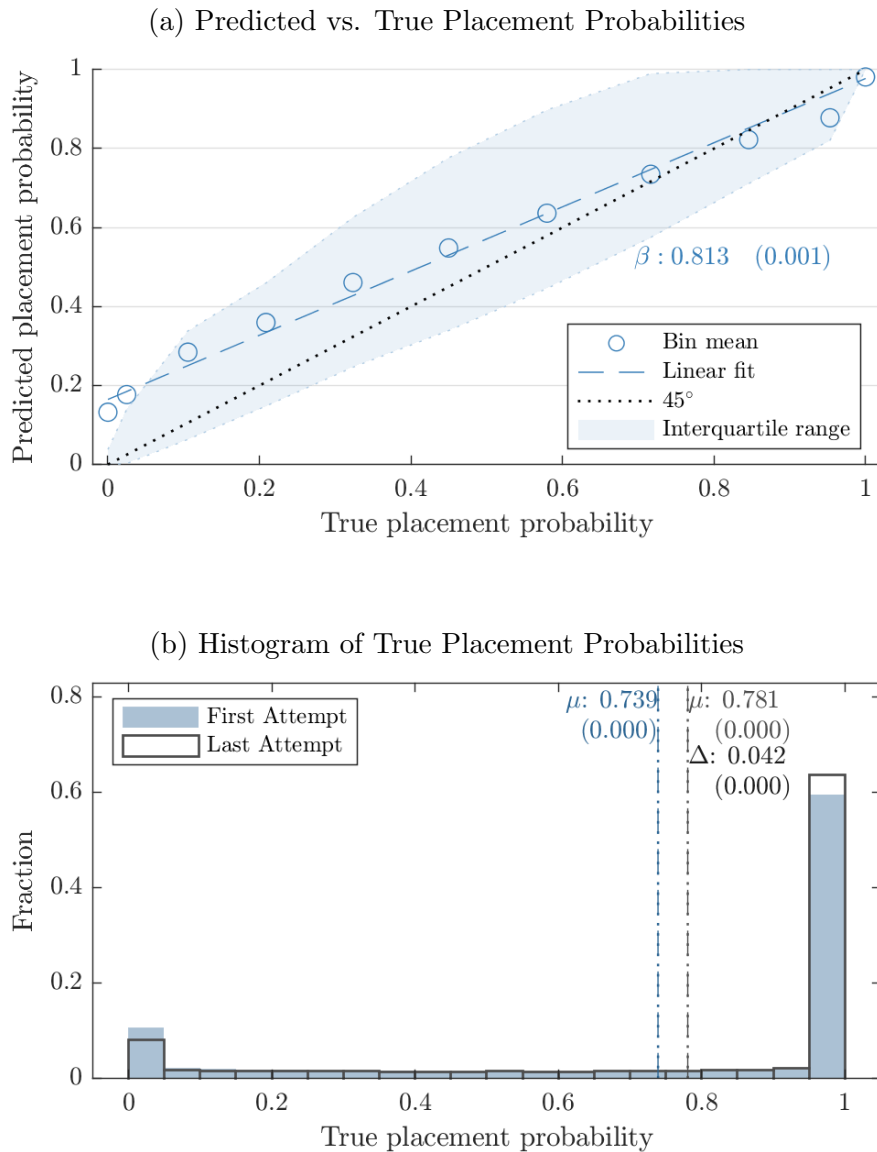 (a) Predicted vs. True Placement Probabilities
Predicted placement probability
1
0.8
0.6
0.4
0.2
0
β : 0.813 (0.001)
Bin mean
Linear fit
45°
Interquartile range
0 0.2 0.4 0.6 0.8 1
True placement probability
(b) Histogram of True Placement Probabilities
Fraction
0.8
0.6
0.4
0.2
0
First Attempt
Last Attempt
μ: 0.739
(0.000)
μ: 0.781
(0.000)
Δ: 0.042
(0.000)
0 0.2 0.4 0.6 0.8 1
True placement probability